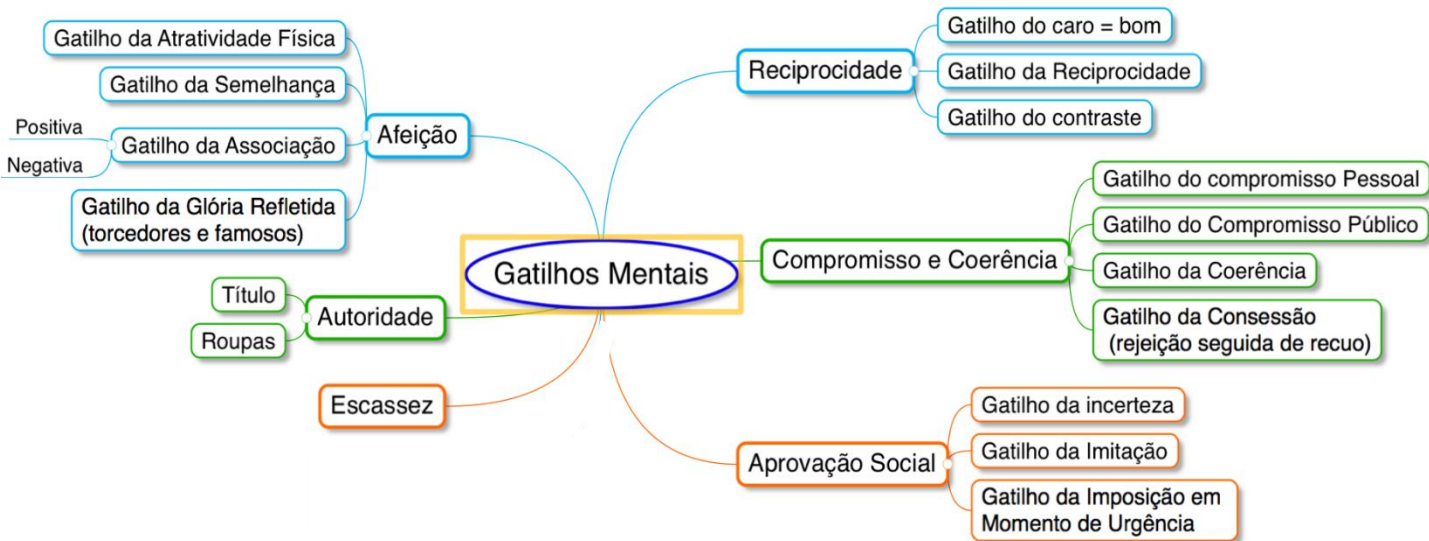 Gatilhos Mentais
Reciprocidade
Gatilho do caro = bom
Gatilho da Reciprocidade
Gatilho do contraste
Compromisso e Coerência
Gatilho do compromisso Pessoal
Gatilho do Compromisso Público
Gatilho da Coerência
Gatilho da Consessão
(rejeição seguida de recuo)
Aprovação Social
Gatilho da incerteza
Gatilho da Imitação
Gatilho da Imposição em
Momento de Urgência
Afeição
Gatilho da Atratividade Física
Gatilho da Semelhança
Gatilho da Associação
Positiva
Negativa
Gatilho da Glória Refletida
(torcedores e famosos)
Autoridade
Título
Roupas
Escassez